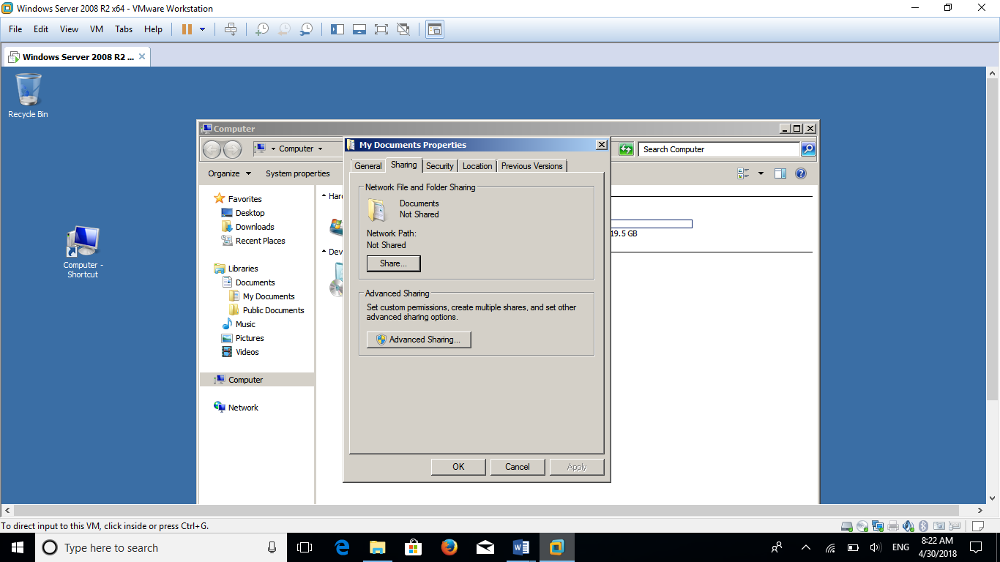 Windows Server 2008 R2 x64 - VMware Workstation
File Edit View VM Tabs Help
Windows Server 2008 R2 ...
Recycle Bin
Computer -
Shortcut
Computer
Computer
Search Computer
Organize System properties
Favorites
Desktop
Downloads
Recent Places
Libraries
Documents
My Documents
Public Documents
Music
Pictures
Videos
Computer
Network
My Documents Properties
General Sharing Security Location Previous Versions
Network File and Folder Sharing
Documents
Not Shared
Network Path:
Not Shared
Share...
Advanced Sharing
Set custom permissions, create multiple shares, and set other
advanced sharing options.
Advanced Sharing...
OK Cancel Apply
19.5 GB
To direct input to this VM, click inside or press Ctrl+G.
Type here to search
ENG
8:22 AM
4/30/2018